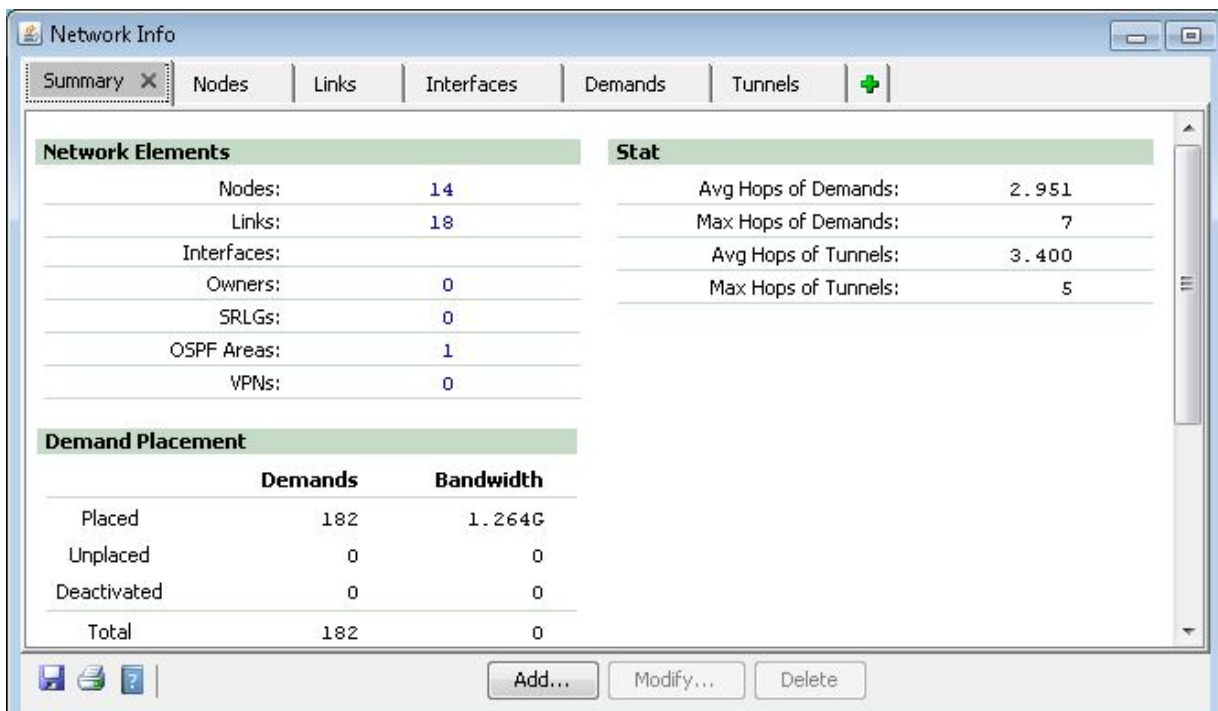 Network Info
Summary Nodes Links Interfaces Demands Tunnels
Network Elements
Nodes: 14
Links: 18
Interfaces:
Owners: 0
SRLGs: 0
OSPF Areas: 1
VPNs: 0
Stat
Avg Hops of Demands: 2.951
Max Hops of Demands: 7
Avg Hops of Tunnels: 3.400
Max Hops of Tunnels: 5
Demand Placement
Demands Bandwidth
Placed 182 1.264G
Unplaced 0 0
Deactivated 0 0
Total 182 0
Add... Modify... Delete